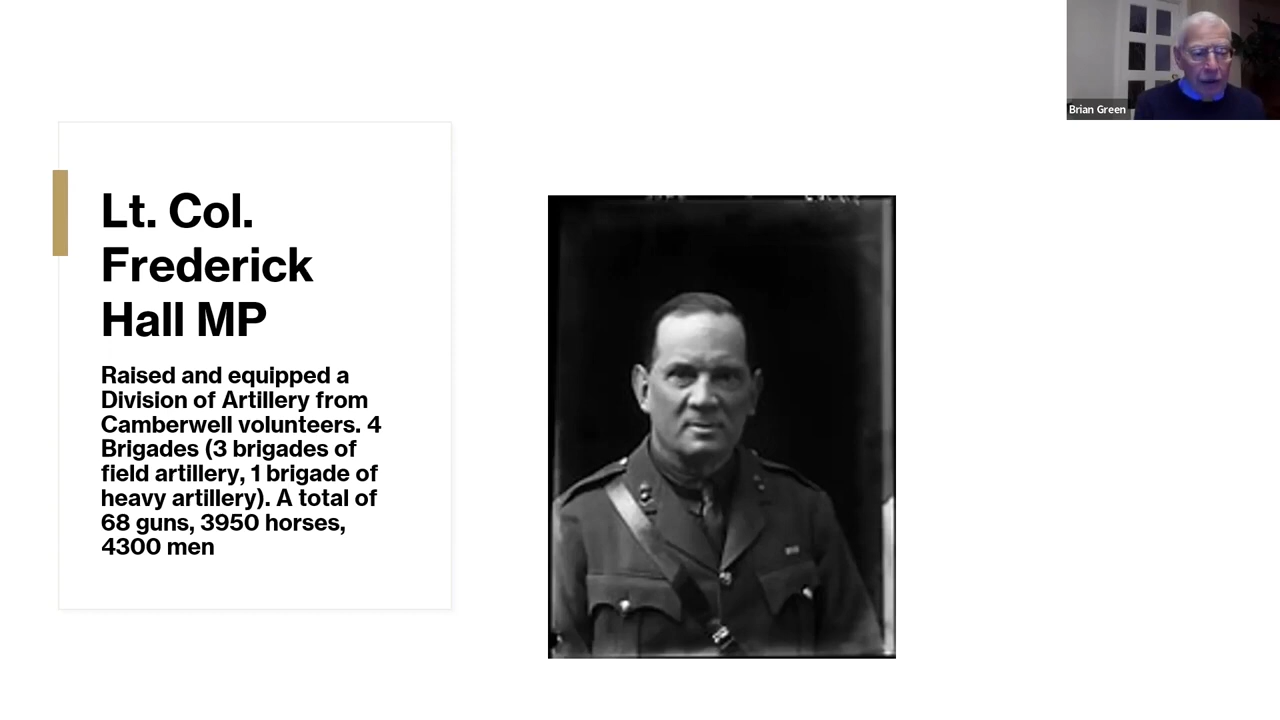 Brian Green
Lt. Col.
Frederick
Hall MP
Raised and equipped a
Division of Artillery from
Camberwell volunteers. 4
Brigades (3 brigades of
field artillery, 1 brigade of
heavy artillery). A total of
68 guns, 3950 horses,
4300 men